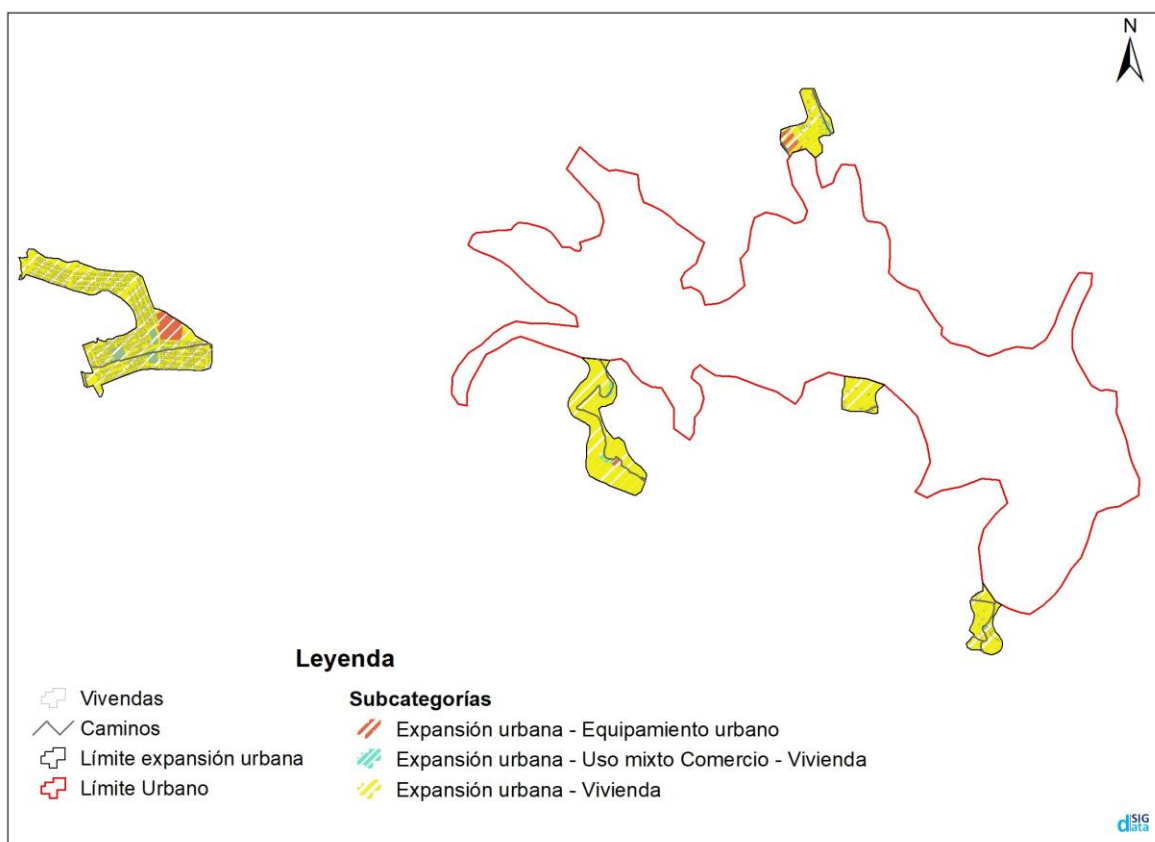 N
Leyenda
Vivendas
Caminos
Límite expansión urbana
Límite Urbano
Subcategorías
Expansión urbana - Equipamiento urbano
Expansión urbana - Uso mixto Comercio - Vivienda
Expansión urbana - Vivienda
SIG
data